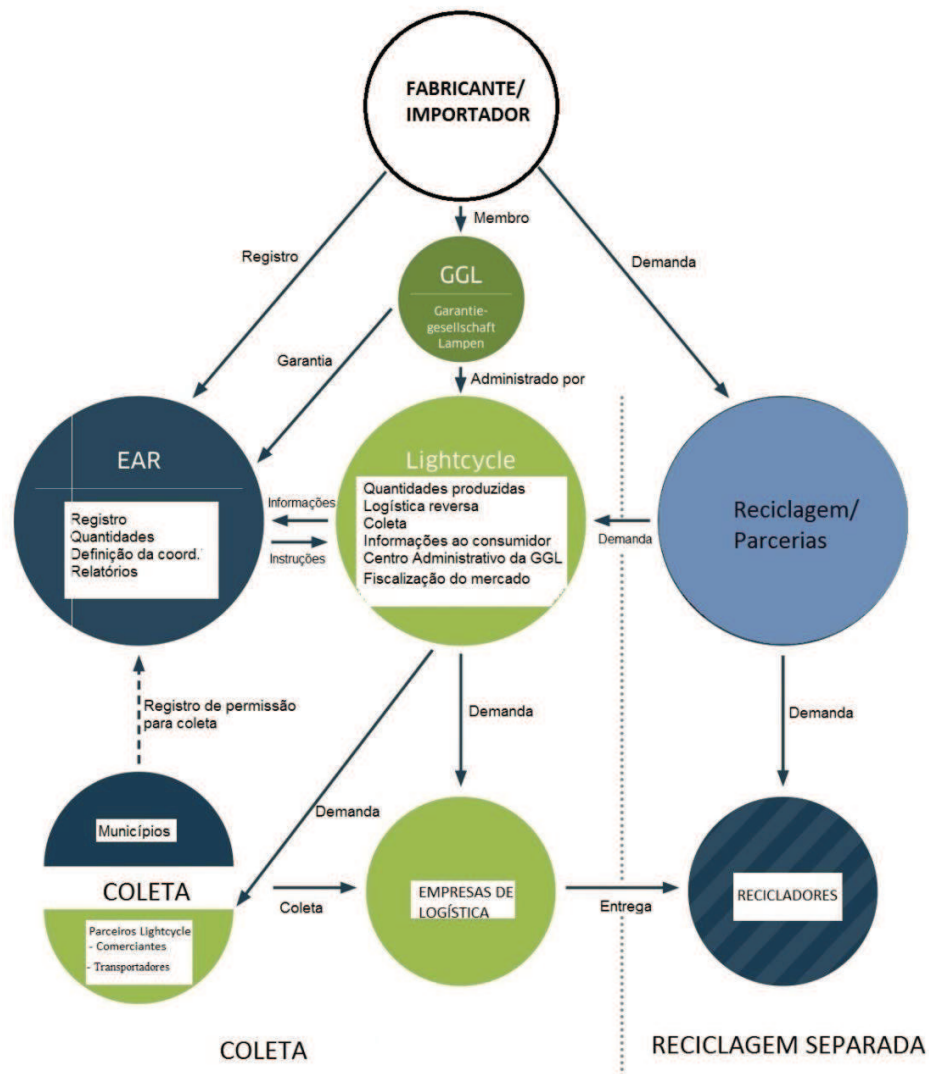 FABRICANTE/
IMPORTADOR
Membro
Registro
Demanda
GGL
Garantie-
gesellschaft
Lampen
Garantia
Administrado por
EAR
Registro
Quantidades
Definição da coord.
Relatórios
Informações
Instruções
Lightcycle
Quantidades produzidas
Logística reversa
Coleta
Informações ao consumidor
Centro Administrativo da GGL
Fiscalização do mercado
Demanda
Reciclagem/
Parcerias
Registro de permissão
para coleta
Demanda
Demanda
Demanda
Municípios
COLETA
Parceiros Lightcycle
- Comerciantes
- Transportadores
Coleta
EMPRESAS DE
LOGÍSTICA
Entrega
RECICLADORES
COLETA
RECICLAGEM SEPARADA